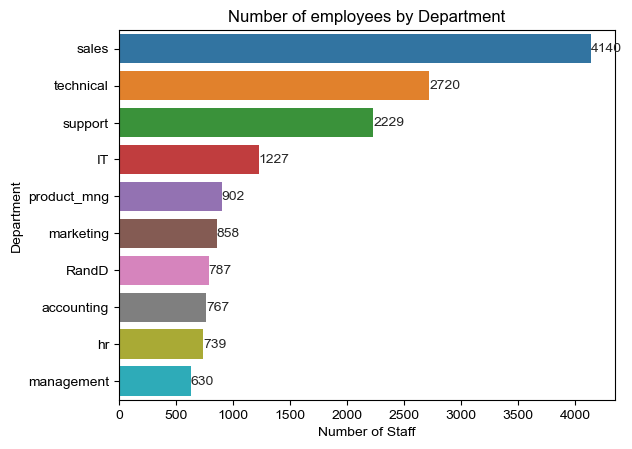 Number of employees by Department
sales 4140
technical 2720
support 2229
IT 1227
product_mng 902
marketing 858
RandD 787
accounting 767
hr 739
management 630
Department
0 500 1000 1500 2000 2500 3000 3500 4000
Number of Staff